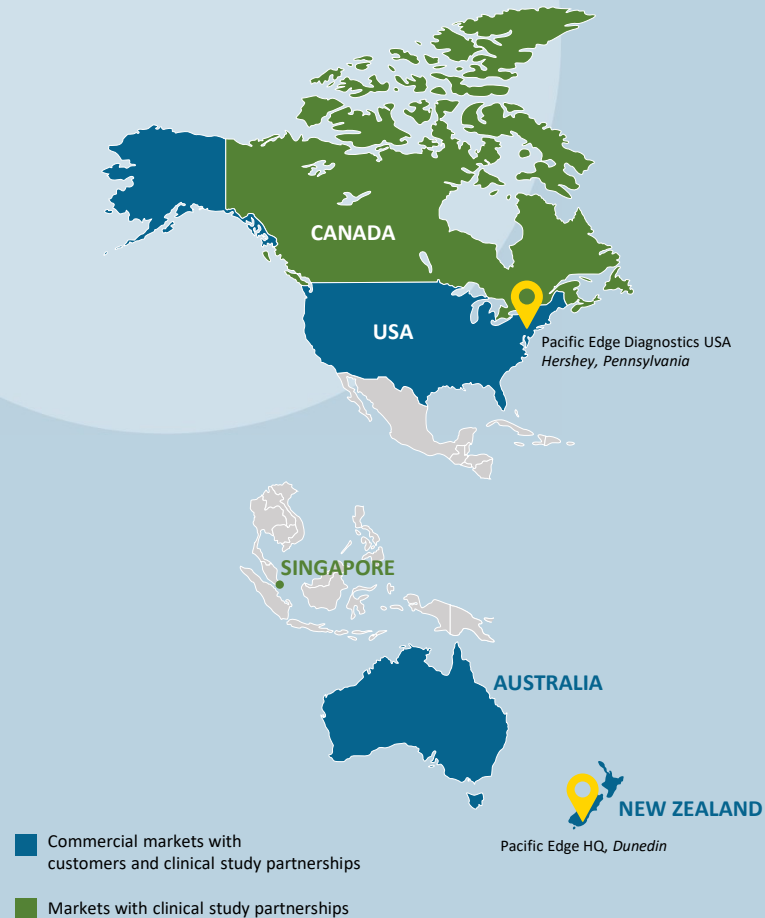 CANADA
USA
Pacific Edge Diagnostics USA
Hershey, Pennsylvania
SINGAPORE
AUSTRALIA
NEW ZEALAND
Pacific Edge HQ, Dunedin
Commercial markets with
customers and clinical study partnerships
Markets with clinical study partnerships